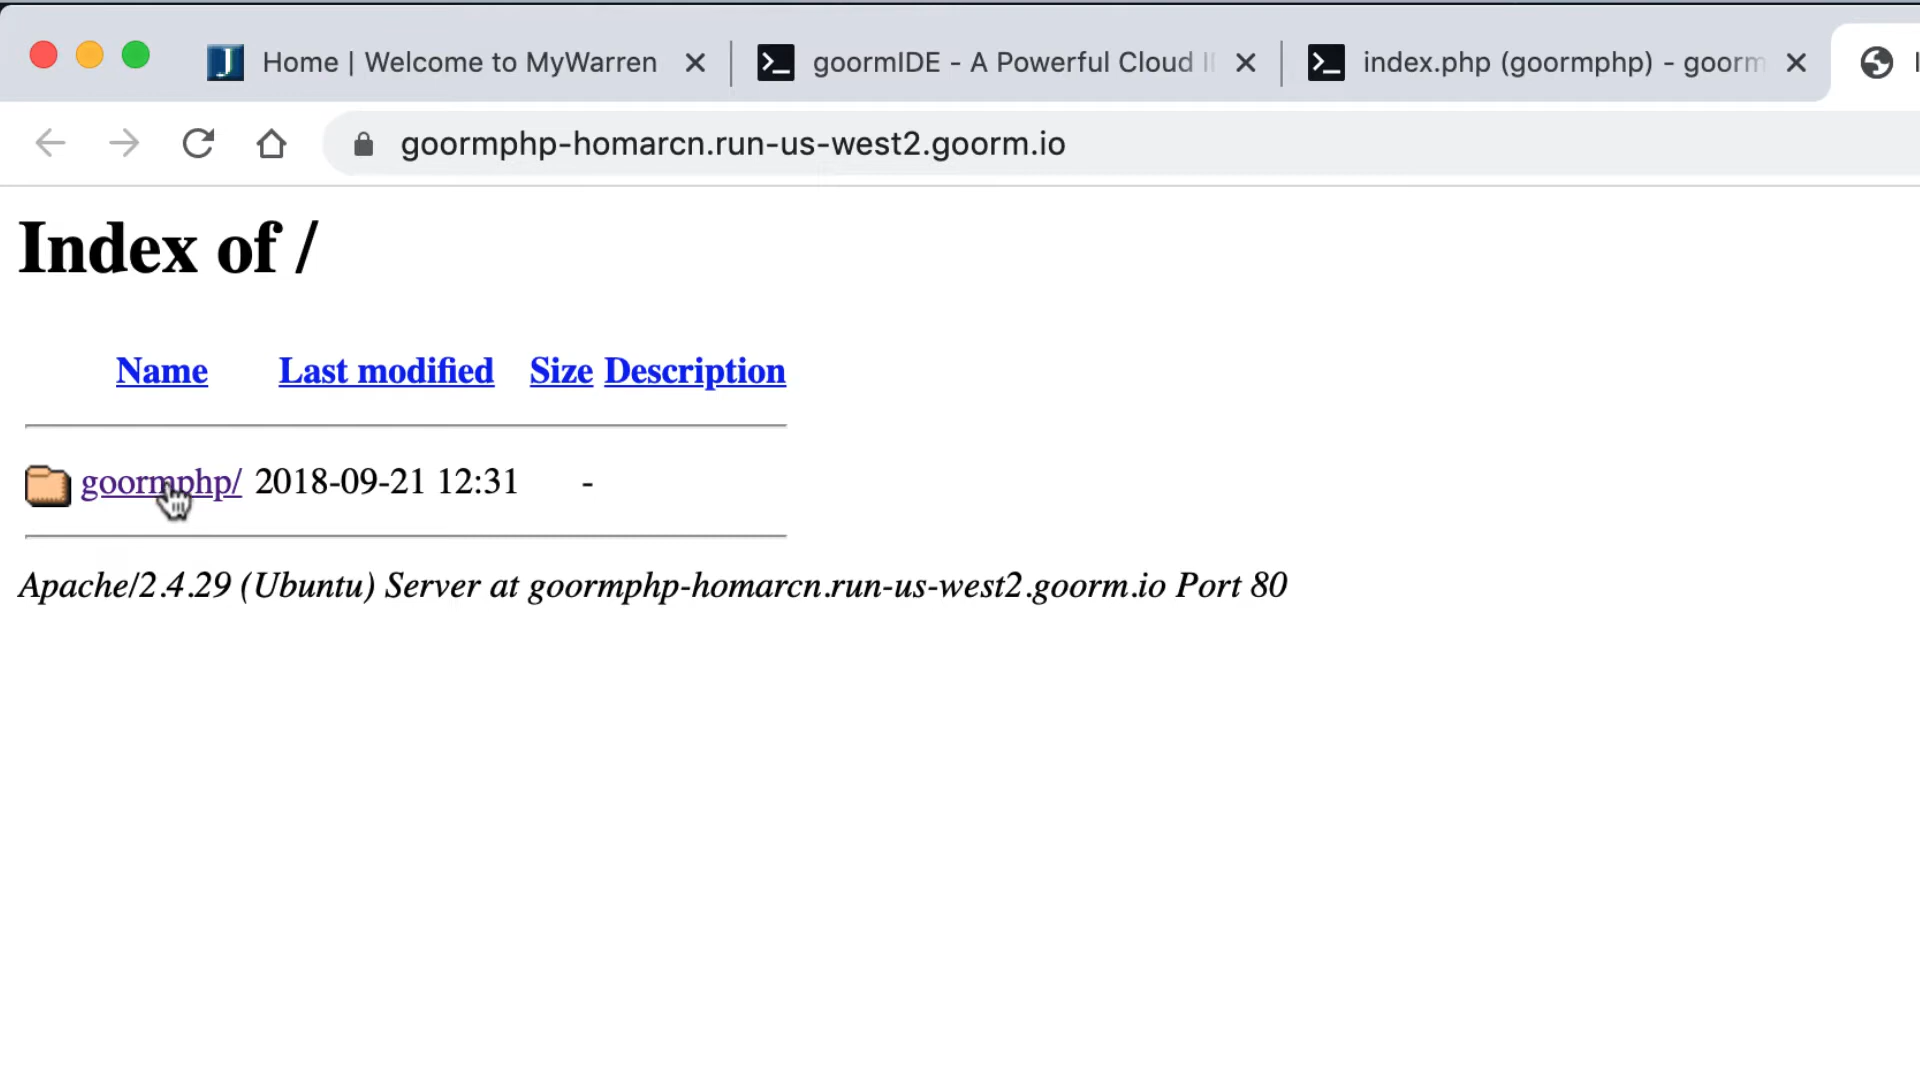 Home | Welcome to MyWarren
goormIDE - A Powerful Cloud
index.php (goormphp) - goorm
goormphp-homarcn.run-us-west2.goorm.io
Index of /
Name Last modified Size Description
goormphp/ 2018-09-21 12:31 -
Apache/2.4.29 (Ubuntu) Server at goormphp-homarcn.run-us-west2.goorm.io Port 80